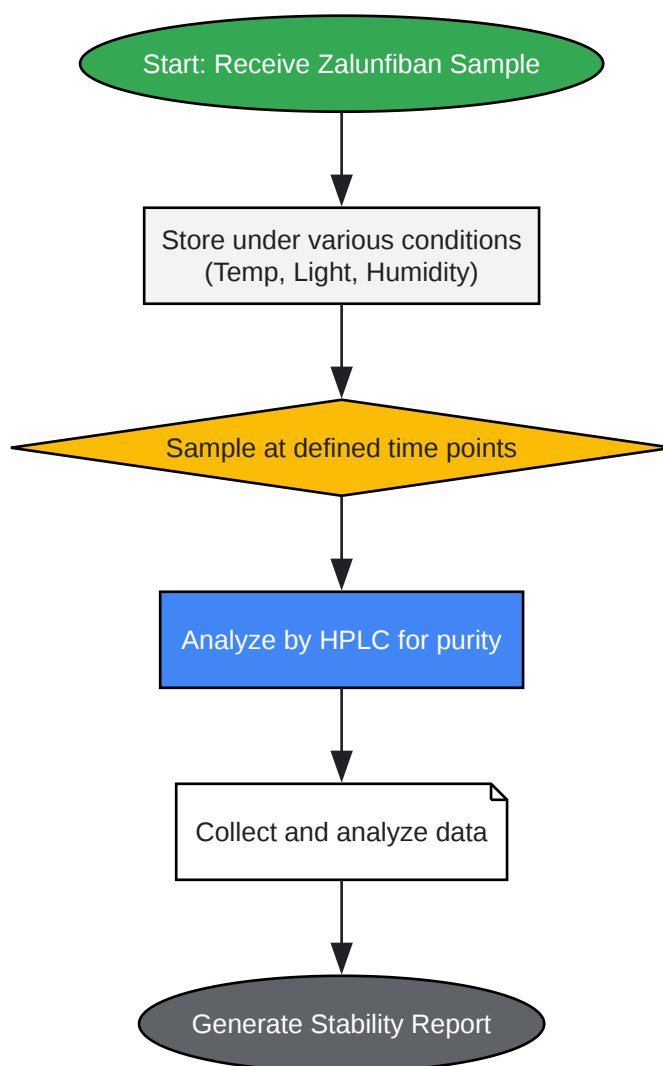 Start: Receive Zalunfiban Sample
Store under various conditions
(Temp, Light, Humidity)
Sample at defined time points
Analyze by HPLC for purity
Collect and analyze data
Generate Stability Report